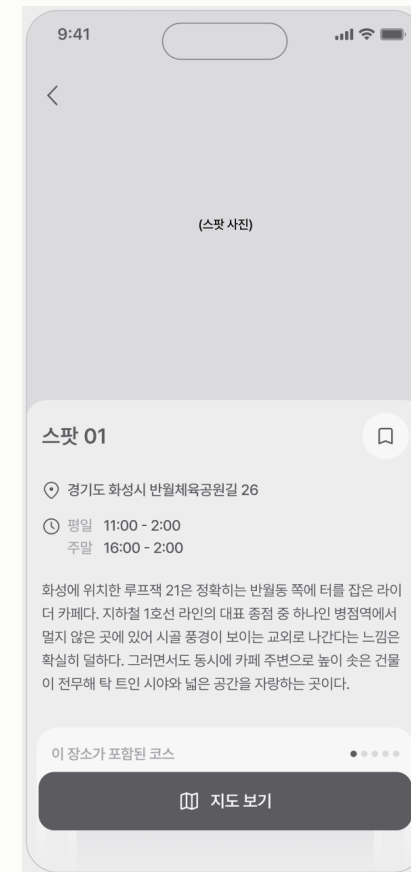 9:41
(스팟 사진)
스팟 01
경기도 화성시 반월체육공원길 26
평일 11:00 - 2:00
주말 16:00 - 2:00
화성에 위치한 루프잭 21은 정확히는 반월동 쪽에 터를 잡은 라이
더 카페다. 지하철 1호선 라인의 대표 종점 중 하나인 병점역에서
멀지 않은 곳에 있어 시골 풍경이 보이는 교외로 나간다는 느낌은
확실히 덜하다. 그러면서도 동시에 카페 주변으로 높이 솟은 건물
이 전무해 탁 트인 시야와 넓은 공간을 자랑하는 곳이다.
이 장소가 포함된 코스
지도 보기